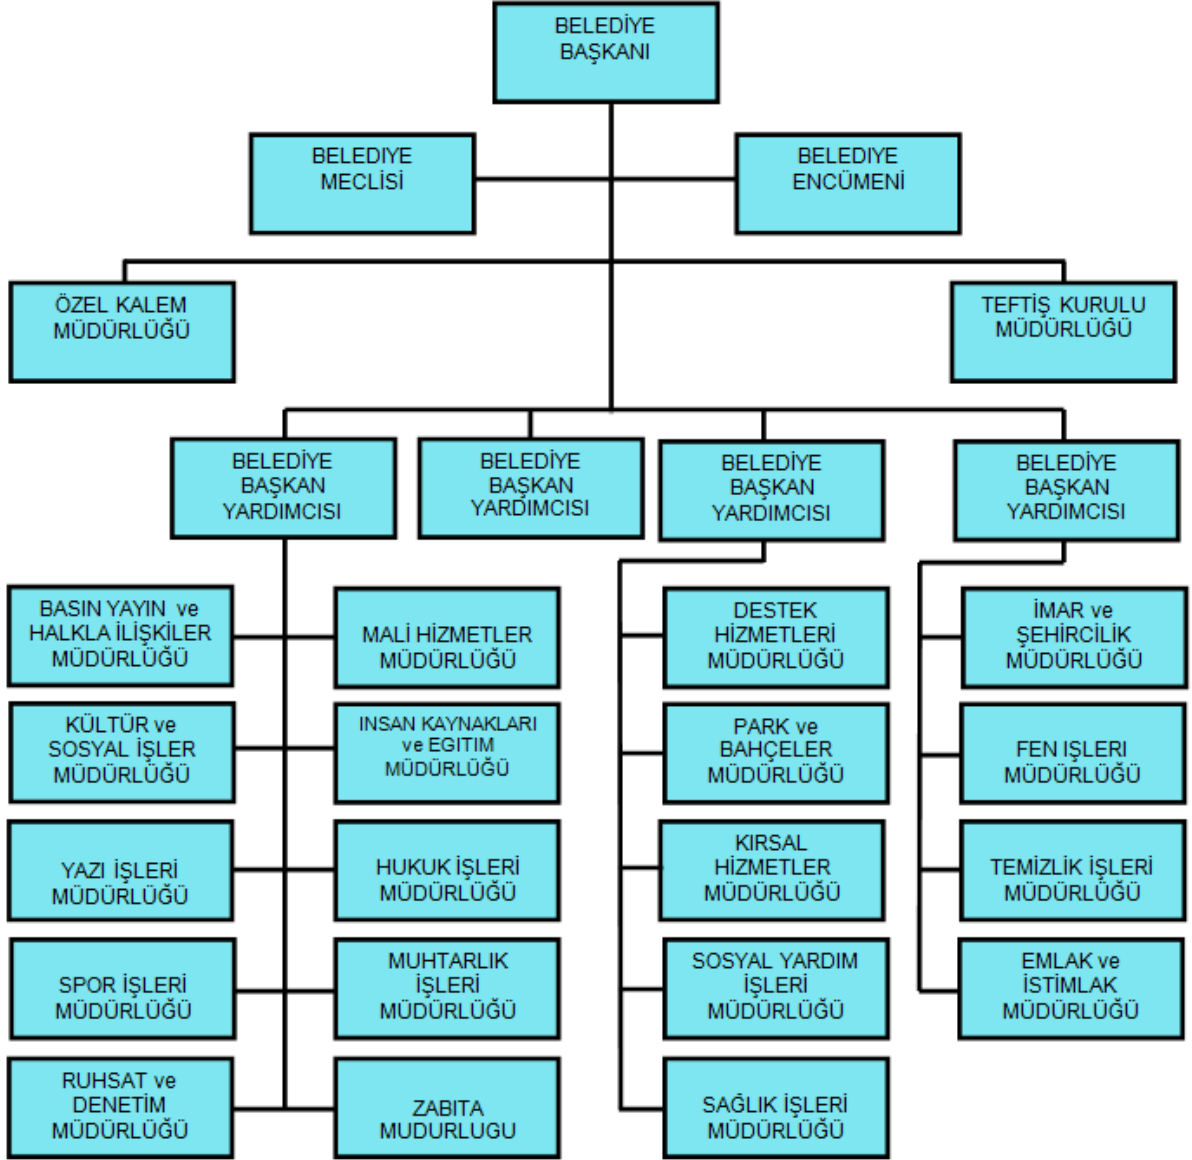 BELEDİYE
BAŞKANI
BELEDIYE
MECLİSİ
BELEDIYE
ENCÜMENİ
ÖZEL KALEM
MÜDÜRLÜĞÜ
TEFTİŞ KURULU
MÜDÜRLÜĞÜ
BELEDİYE
BAŞKAN
YARDIMCISI
BELEDİYE
BAŞKAN
YARDIMCISI
BELEDİYE
BAŞKAN
YARDIMCISI
BELEDİYE
BAŞKAN
YARDIMCISI
BASIN YAYIN ve
HALKLA İLİŞKİLER
MÜDÜRLÜĞÜ
MALİ HİZMETLER
MÜDÜRLÜĞÜ
DESTEK
HİZMETLERİ
MÜDÜRLÜĞÜ
İMAR ve
ŞEHİRCİLİK
MÜDÜRLÜĞÜ
KÜLTÜR ve
SOSYAL İŞLER
MÜDÜRLÜĞÜ
INSAN KAYNAKLARI
ve EGITIM
MÜDÜRLÜĞÜ
PARK ve
BAHÇELER
MÜDÜRLÜĞÜ
FEN IŞLERI
MÜDÜRLÜĞÜ
YAZI İŞLERİ
MÜDÜRLÜĞÜ
HUKUK İŞLERİ
MÜDÜRLÜĞÜ
KIRSAL
HİZMETLER
MÜDÜRLÜĞÜ
TEMİZLİK İŞLERİ
MÜDÜRLÜĞÜ
SPOR İŞLERİ
MÜDÜRLÜĞÜ
MUHTARLIK
İŞLERİ
MÜDÜRLÜĞÜ
SOSYAL YARDIM
İŞLERİ
MÜDÜRLÜĞÜ
EMLAK ve
İSTİMLAK
MÜDÜRLÜĞÜ
RUHSAT ve
DENETİM
MÜDÜRLÜĞÜ
ZABITA
MUDURLUGU
SAĞLIK İŞLERİ
MÜDÜRLÜĞÜ